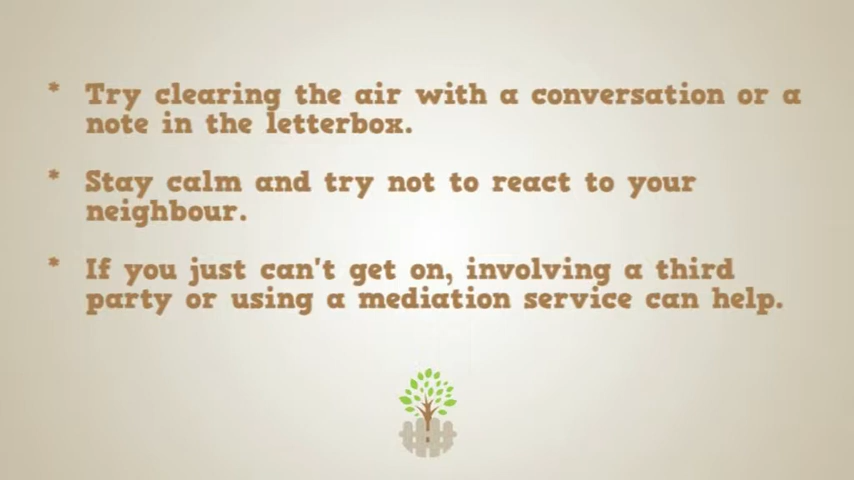 * Try clearing the air with a conversation or a
note in the letterbox.
* Stay calm and try not to react to your
neighbour.
* If you just can't get on, involving a third
party or using a mediation service can help.